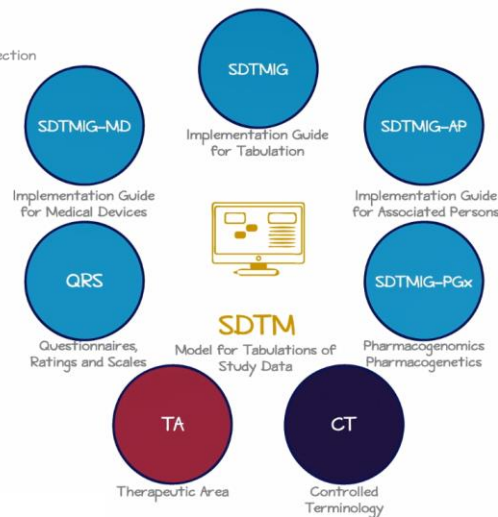 SDTMIG
Implementation Guide
for Tabulation
SDTMIG-MD
Implementation Guide
for Medical Devices
SDTMIG-AP
Implementation Guide
for Associated Persons
QRS
Questionnaires,
Ratings and Scales
SDTM
Model for Tabulations of
Study Data
SDTMIG-PGx
Pharmacogenomics
Pharmacogenetics
TA
Therapeutic Area
CT
Controlled
Terminology